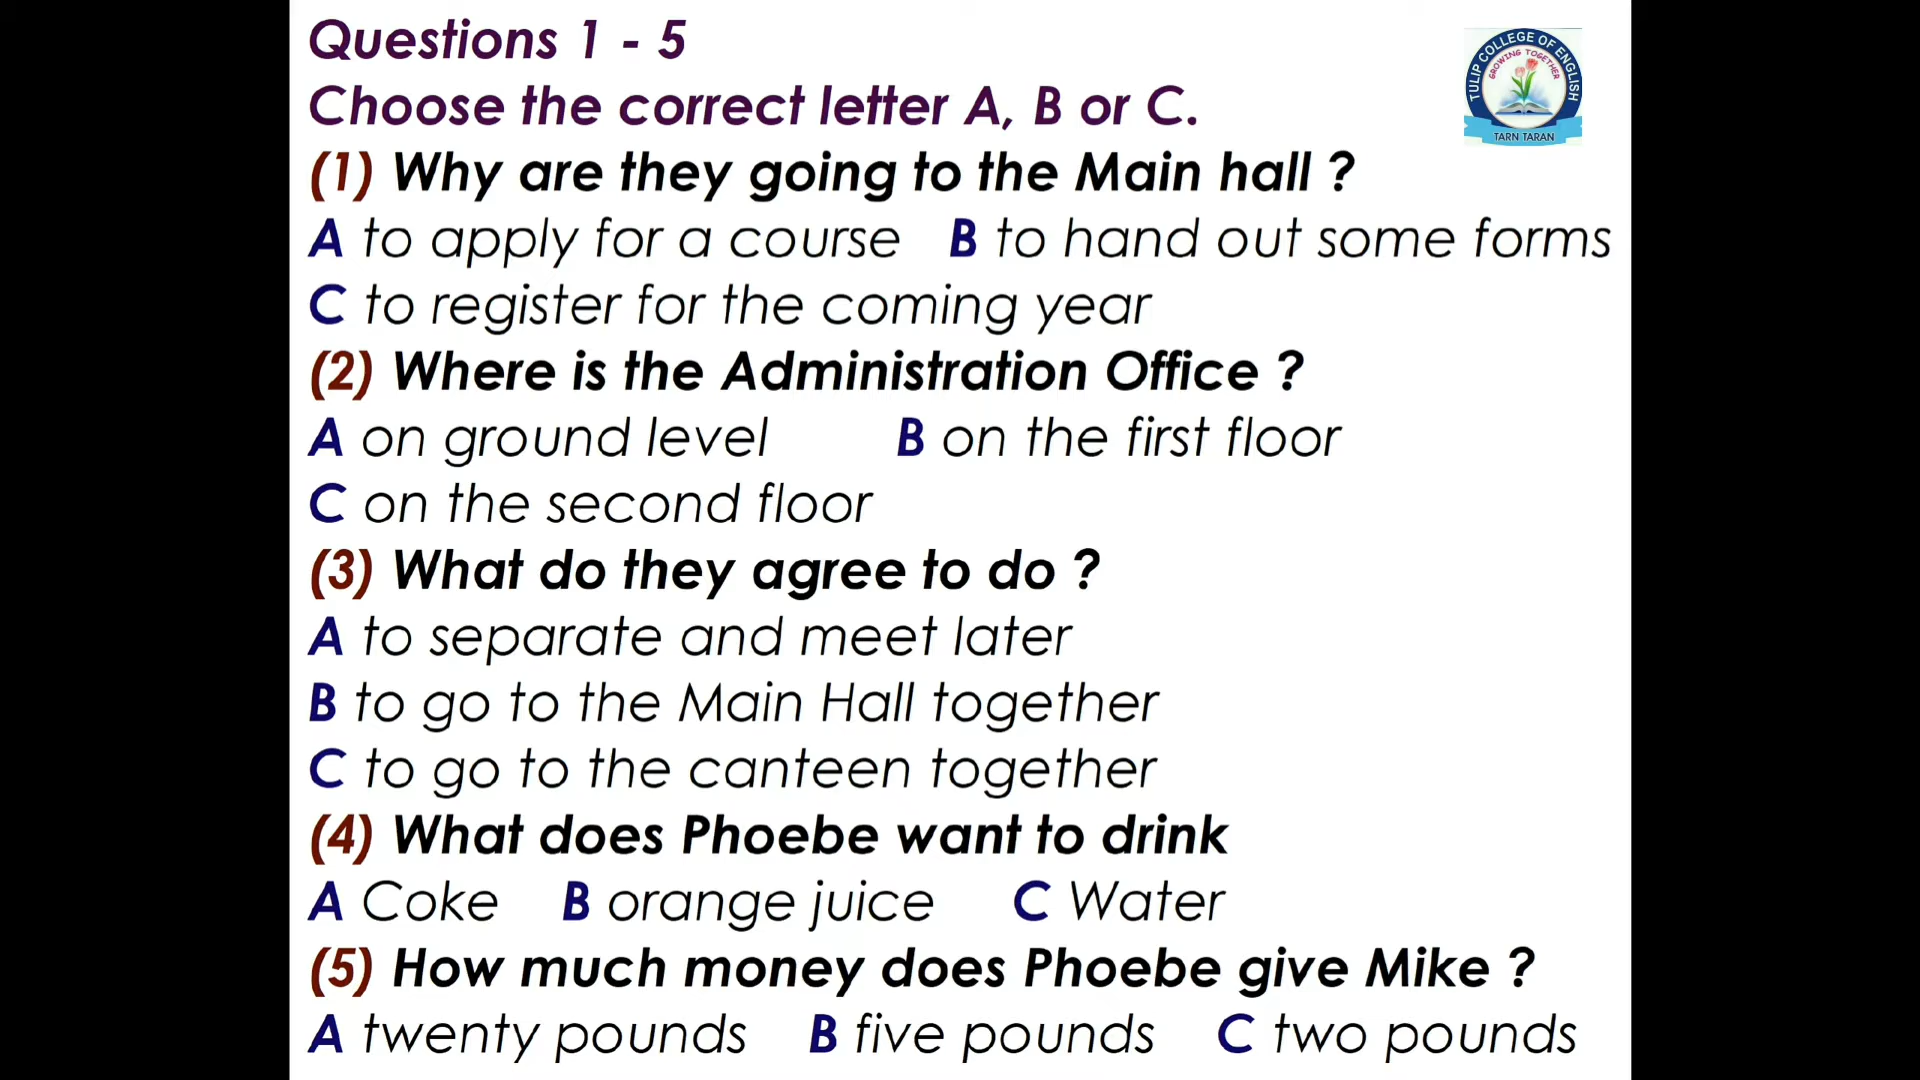 Questions 1 - 5
Choose the correct letter A, B or C.
(1) Why are they going to the Main hall ?
A to apply for a course B to hand out some forms
C to register for the coming year
(2) Where is the Administration Office ?
A on ground level B on the first floor
C on the second floor
(3) What do they agree to do ?
A to separate and meet later
B to go to the Main Hall together
C to go to the canteen together
(4) What does Phoebe want to drink
A Coke B orange juice C Water
(5) How much money does Phoebe give Mike ?
A twenty pounds B five pounds C two pounds
TULIP COLLEGE OF ENGLISH
GROWING TOGETHER
TARN TARAN